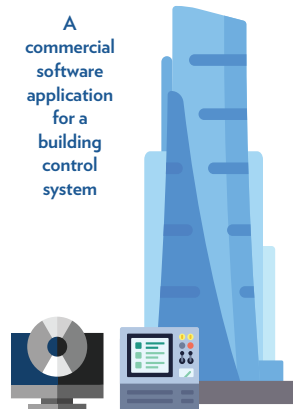 A
commercial
software
application
for a
building
control
system